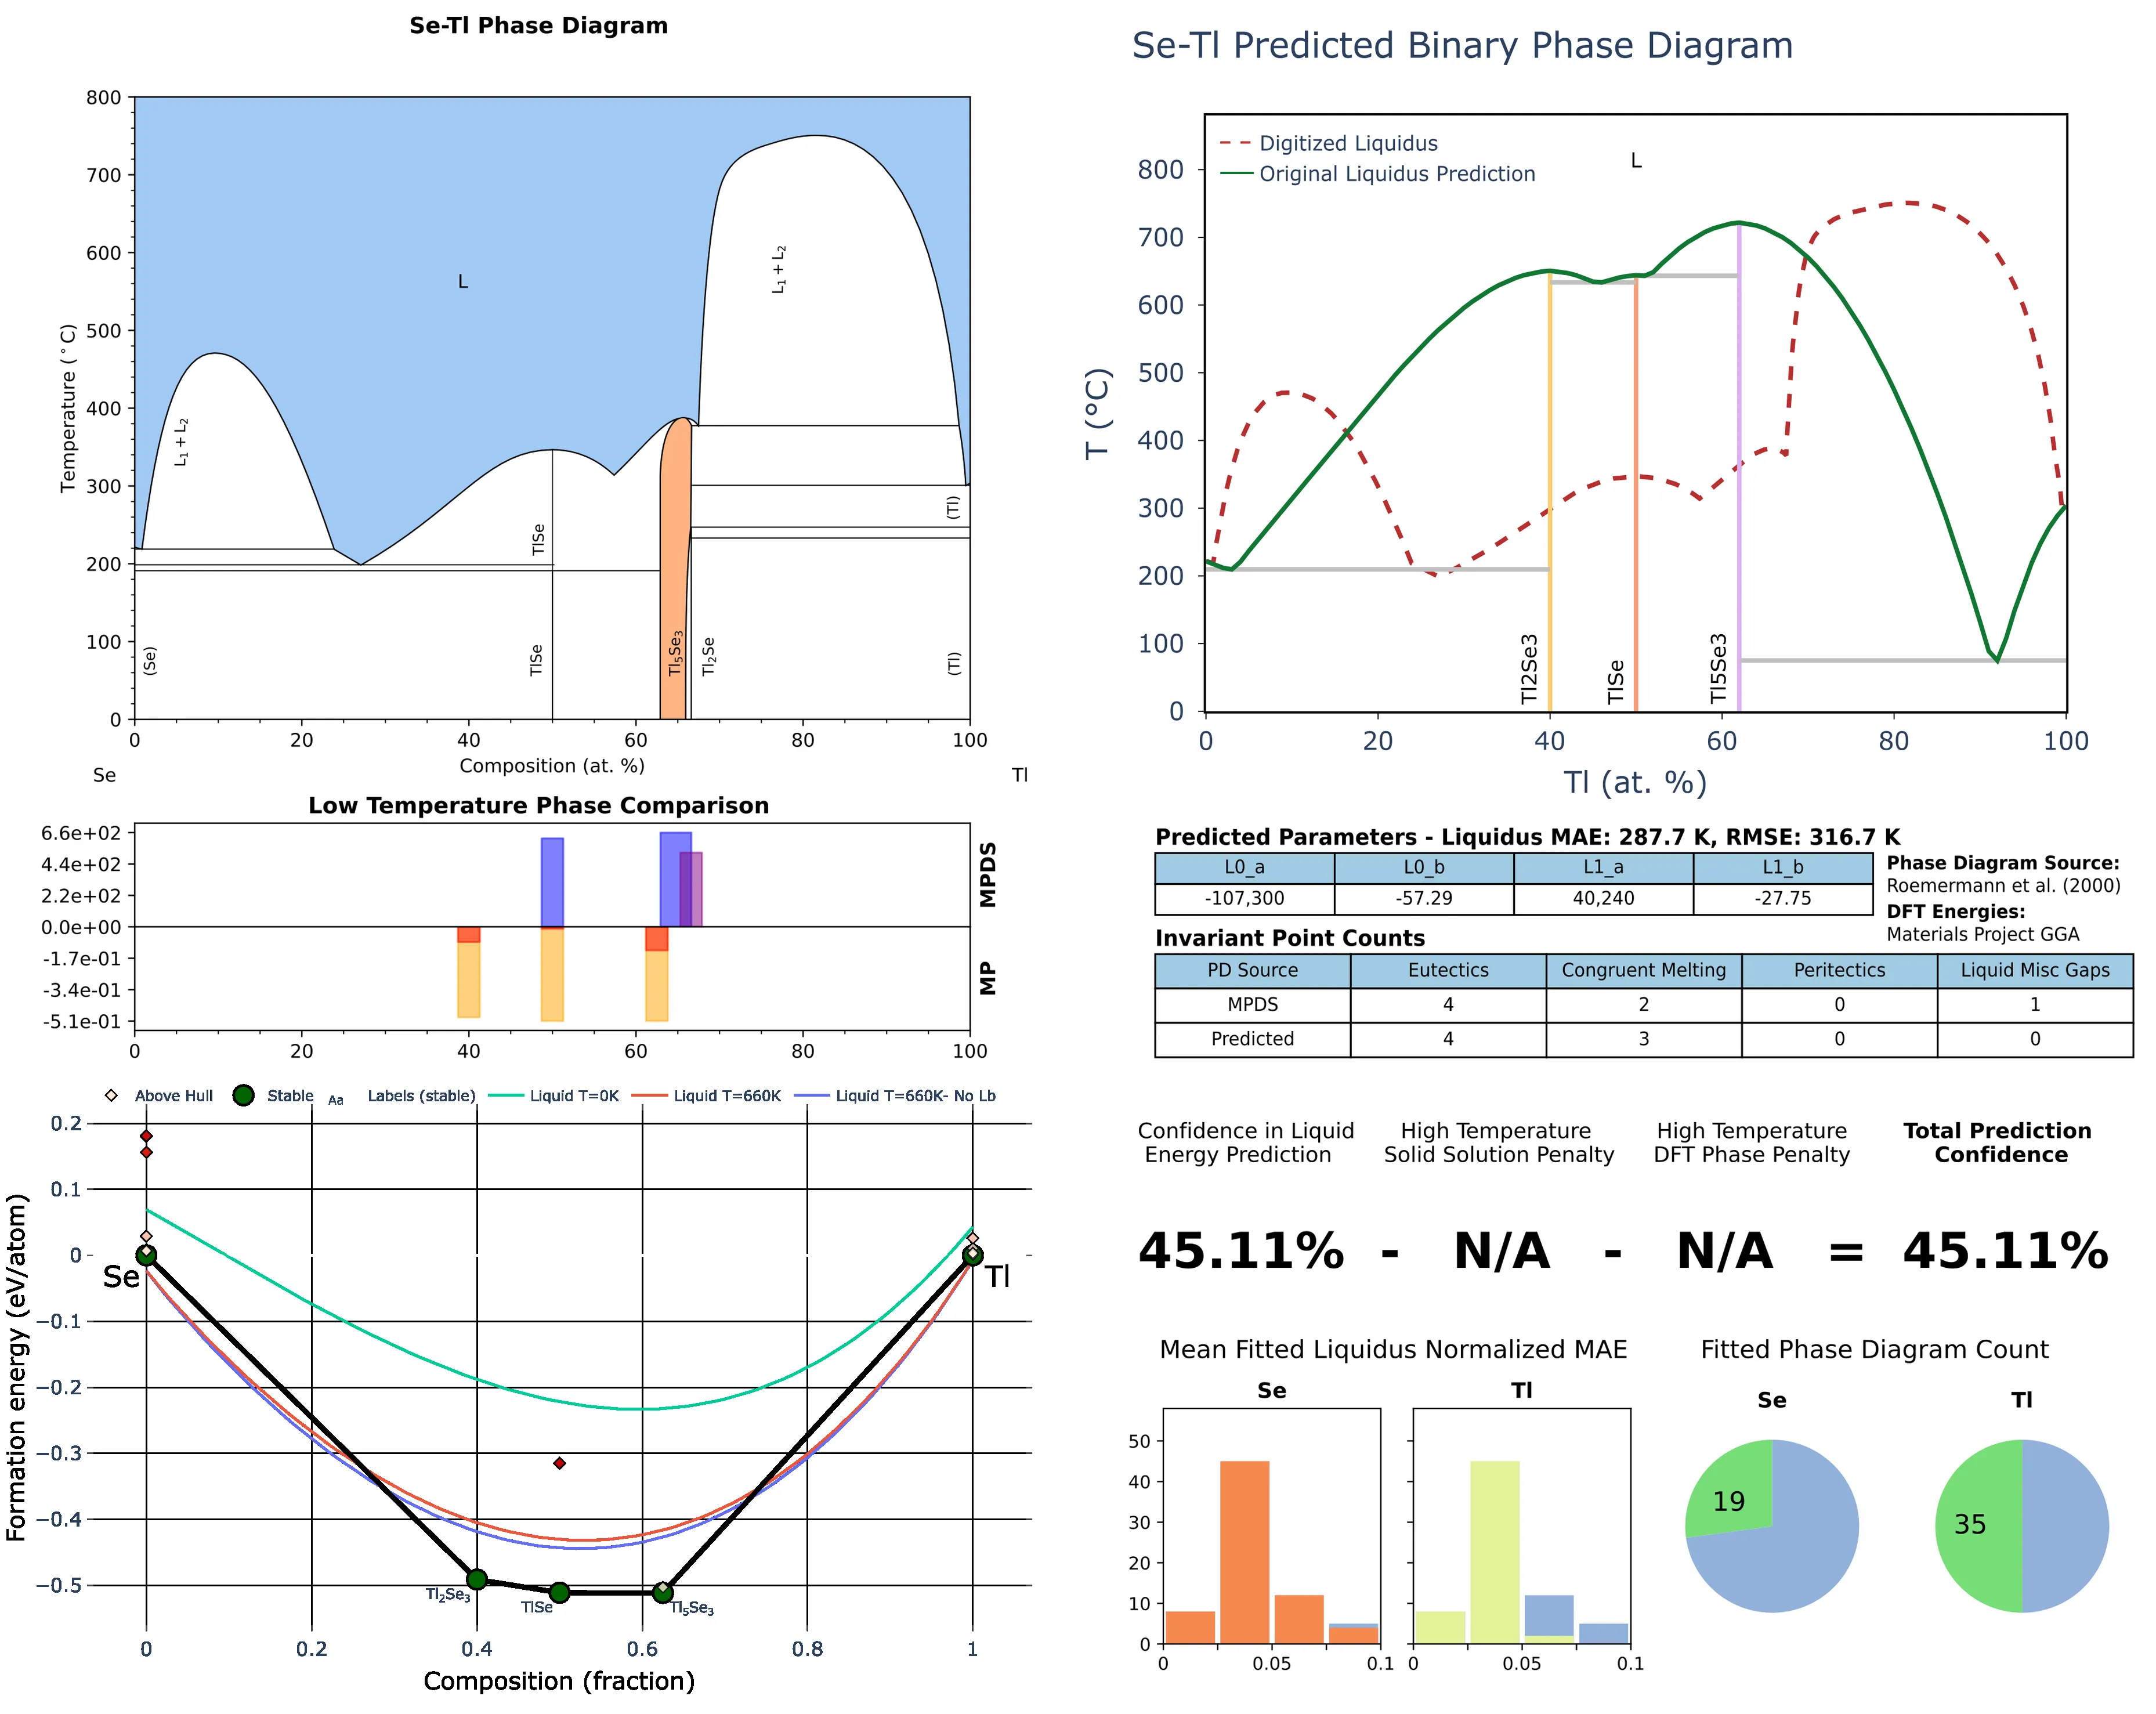 Se-Tl Phase Diagram
800
700
600
500
400
300
200
100
0
Temperature (°C)
L
L₁ + L₂
L₁ + L₂
TlSe
TlSe
(Se)
Tl₅Se₃
Tl₂Se
(Tl)
(Tl)
0 20 40 60 80 100
Composition (at. %)
Se Tl
Se-Tl Predicted Binary Phase Diagram
Digitized Liquidus
Original Liquidus Prediction
L
800
700
600
500
400
300
200
100
0
T (°C)
Tl2Se3
TlSe
Tl5Se3
0 20 40 60 80 100
Tl (at. %)
Low Temperature Phase Comparison
6.6e+02
4.4e+02
2.2e+02
0.0e+00
-1.7e-01
-3.4e-01
-5.1e-01
MPDS
MP
0 20 40 60 80 100
Predicted Parameters - Liquidus MAE: 287.7 K, RMSE: 316.7 K
L0_a L0_b L1_a L1_b
-107,300 -57.29 40,240 -27.75
Phase Diagram Source:
Roemermann et al. (2000)
DFT Energies:
Materials Project GGA
Invariant Point Counts
PD Source Eutectics Congruent Melting Peritectics Liquid Misc Gaps
MPDS 4 2 0 1
Predicted 4 3 0 0
Above Hull Stable Aa Labels (stable) Liquid T=0K Liquid T=660K Liquid T=660K- No Lb
0.2
0.1
0
−0.1
−0.2
−0.3
−0.4
−0.5
Formation energy (eV/atom)
Se
Tl
Tl₂Se₃
TlSe
Tl₅Se₃
0 0.2 0.4 0.6 0.8 1
Composition (fraction)
Confidence in Liquid
Energy Prediction
High Temperature
Solid Solution Penalty
High Temperature
DFT Phase Penalty
Total Prediction
Confidence
45.11% - N/A - N/A = 45.11%
Mean Fitted Liquidus Normalized MAE
Se Tl
50
40
30
20
10
0
0 0.05 0.1
0 0.05 0.1
Fitted Phase Diagram Count
Se Tl
19
35